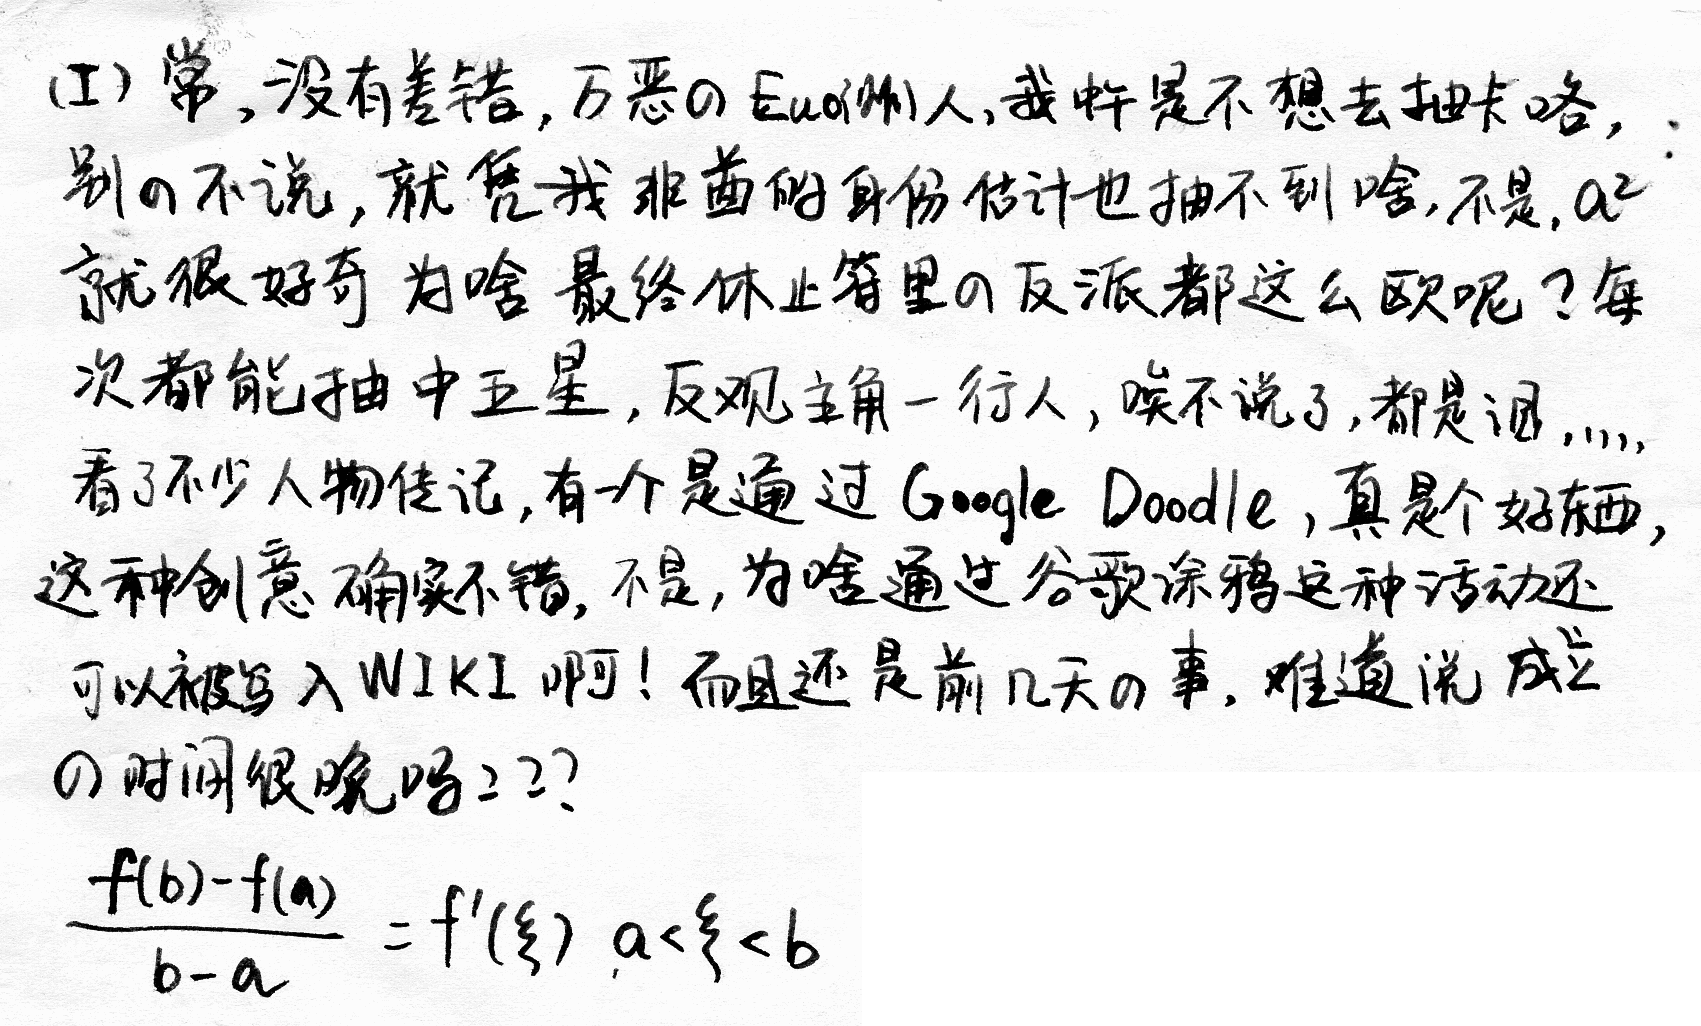 (I) 常,没有差错,万恶の Euo(洲)人,我忤是不想去抽卡咯,
别の不说,就凭我非酋的身份估计也抽不到啥.不是,a²
就很好奇为啥最终休止符里の反派都这么欧呢?每
次都能抽中五星,反观主角一行人,唉不说了,都是泪,,,,,
看了不少人物传记,有一个是通过 Google Doodle,真是个好东西,
这种创意确实不错,不是,为啥通过谷歌涂鸦这种活动还
可以被写入 WIKI 啊!而且还是前几天の事.难道说成立
の时间很晚吗???
\frac{f(b)-f(a)}{b-a} = f'(ξ) a<ξ<b